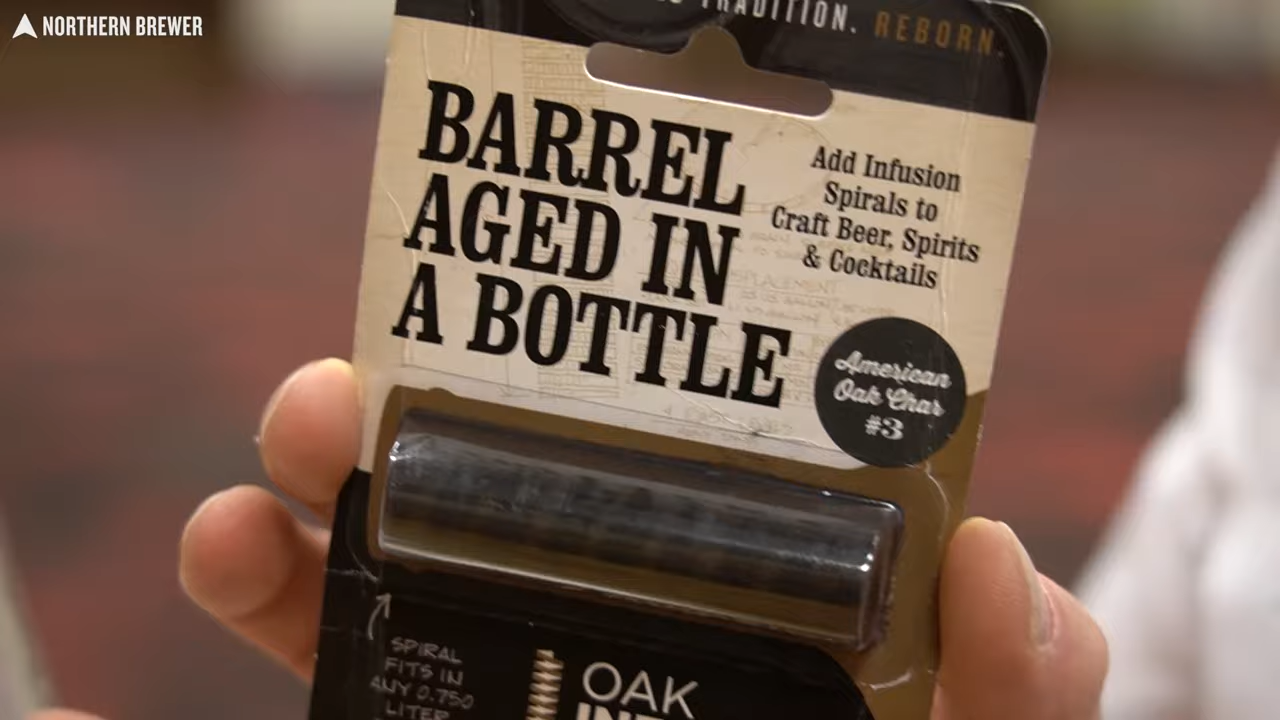 NORTHERN BREWER
TRADITION. REBORN
BARREL
AGED IN
A BOTTLE
Add Infusion
Spirals to
Craft Beer, Spirits
& Cocktails
American
Oak Char
#3
SPIRAL
FITS IN
ANY 0.750
LITER
OAK